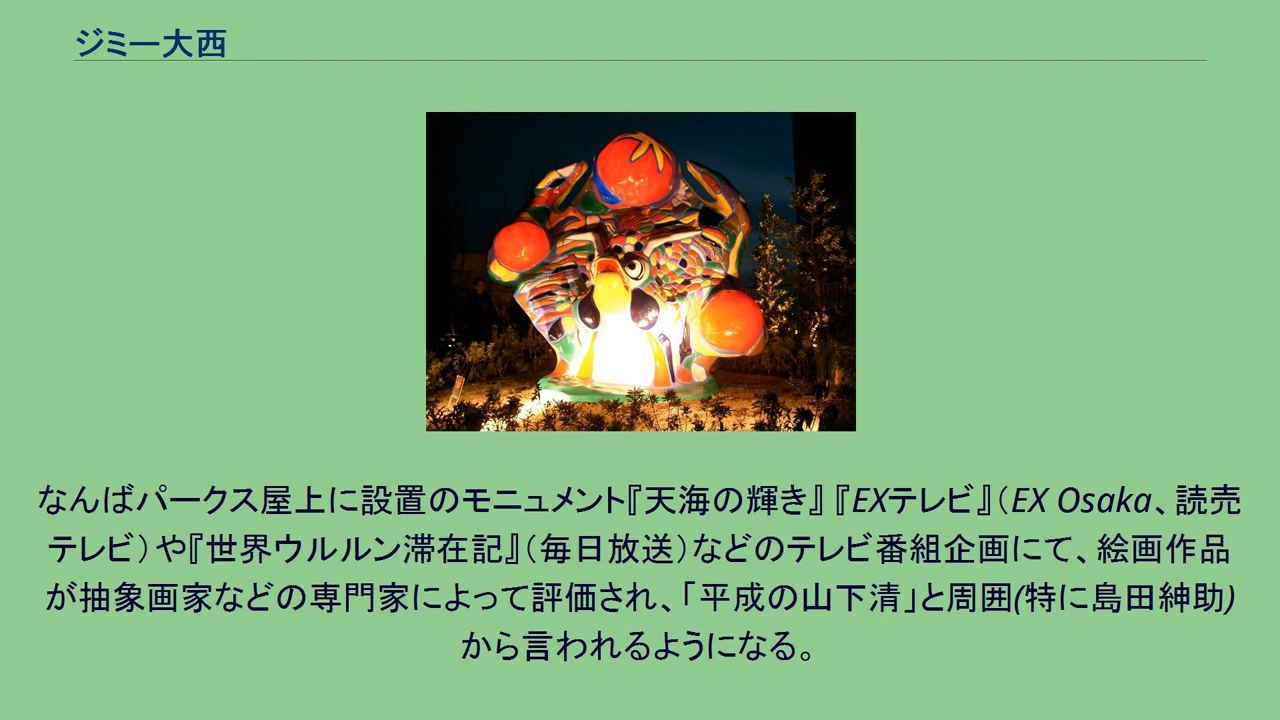 ジミー大西
なんばパークス屋上に設置のモニュメント『天海の輝き』 『EXテレビ』（EX Osaka、読売
テレビ）や『世界ウルルン滞在記』（毎日放送）などのテレビ番組企画にて、絵画作品
が抽象画家などの専門家によって評価され、「平成の山下清」と周囲(特に島田紳助)
から言われるようになる。